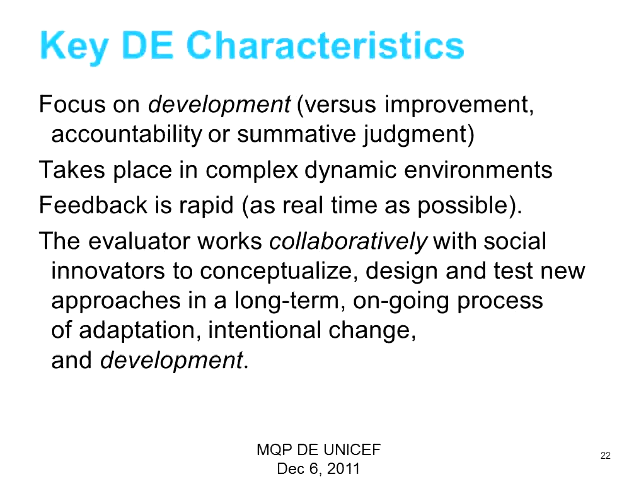 Key DE Characteristics
Focus on development (versus improvement,
accountability or summative judgment)
Takes place in complex dynamic environments
Feedback is rapid (as real time as possible).
The evaluator works collaboratively with social
innovators to conceptualize, design and test new
approaches in a long-term, on-going process
of adaptation, intentional change,
and development.
MQP DE UNICEF
Dec 6, 2011
22